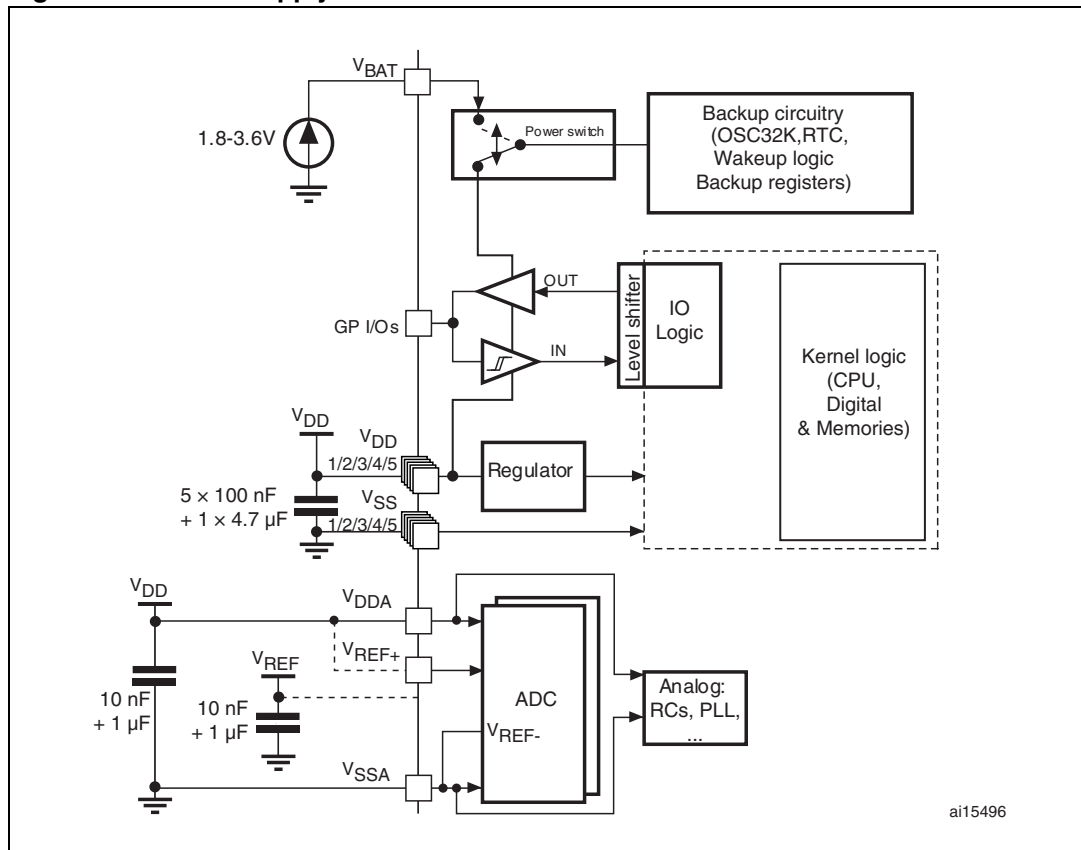 VBAT
1.8-3.6V
Power switch
Backup circuitry
(OSC32K,RTC,
Wakeup logic
Backup registers)
GP I/Os
OUT
IN
Level shifter
IO
Logic
Kernel logic
(CPU,
Digital
& Memories)
VDD
VDD
1/2/3/4/5
Regulator
5 × 100 nF
+ 1 × 4.7 µF
VSS
1/2/3/4/5
VDD
VDDA
VREF+
VREF
10 nF
+ 1 µF
10 nF
+ 1 µF
ADC
VREF-
Analog:
RCs, PLL,
...
VSSA
ai15496